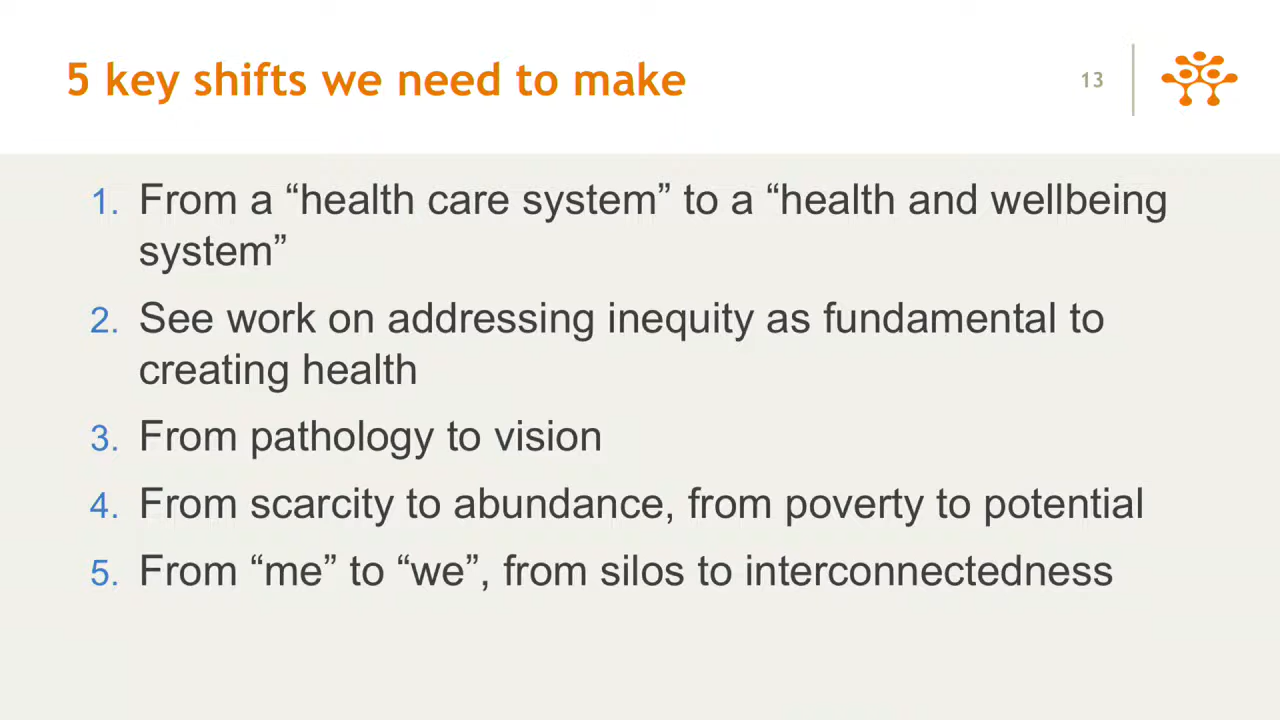 5 key shifts we need to make
13
1. From a “health care system” to a “health and wellbeing
system”
2. See work on addressing inequity as fundamental to
creating health
3. From pathology to vision
4. From scarcity to abundance, from poverty to potential
5. From “me” to “we”, from silos to interconnectedness